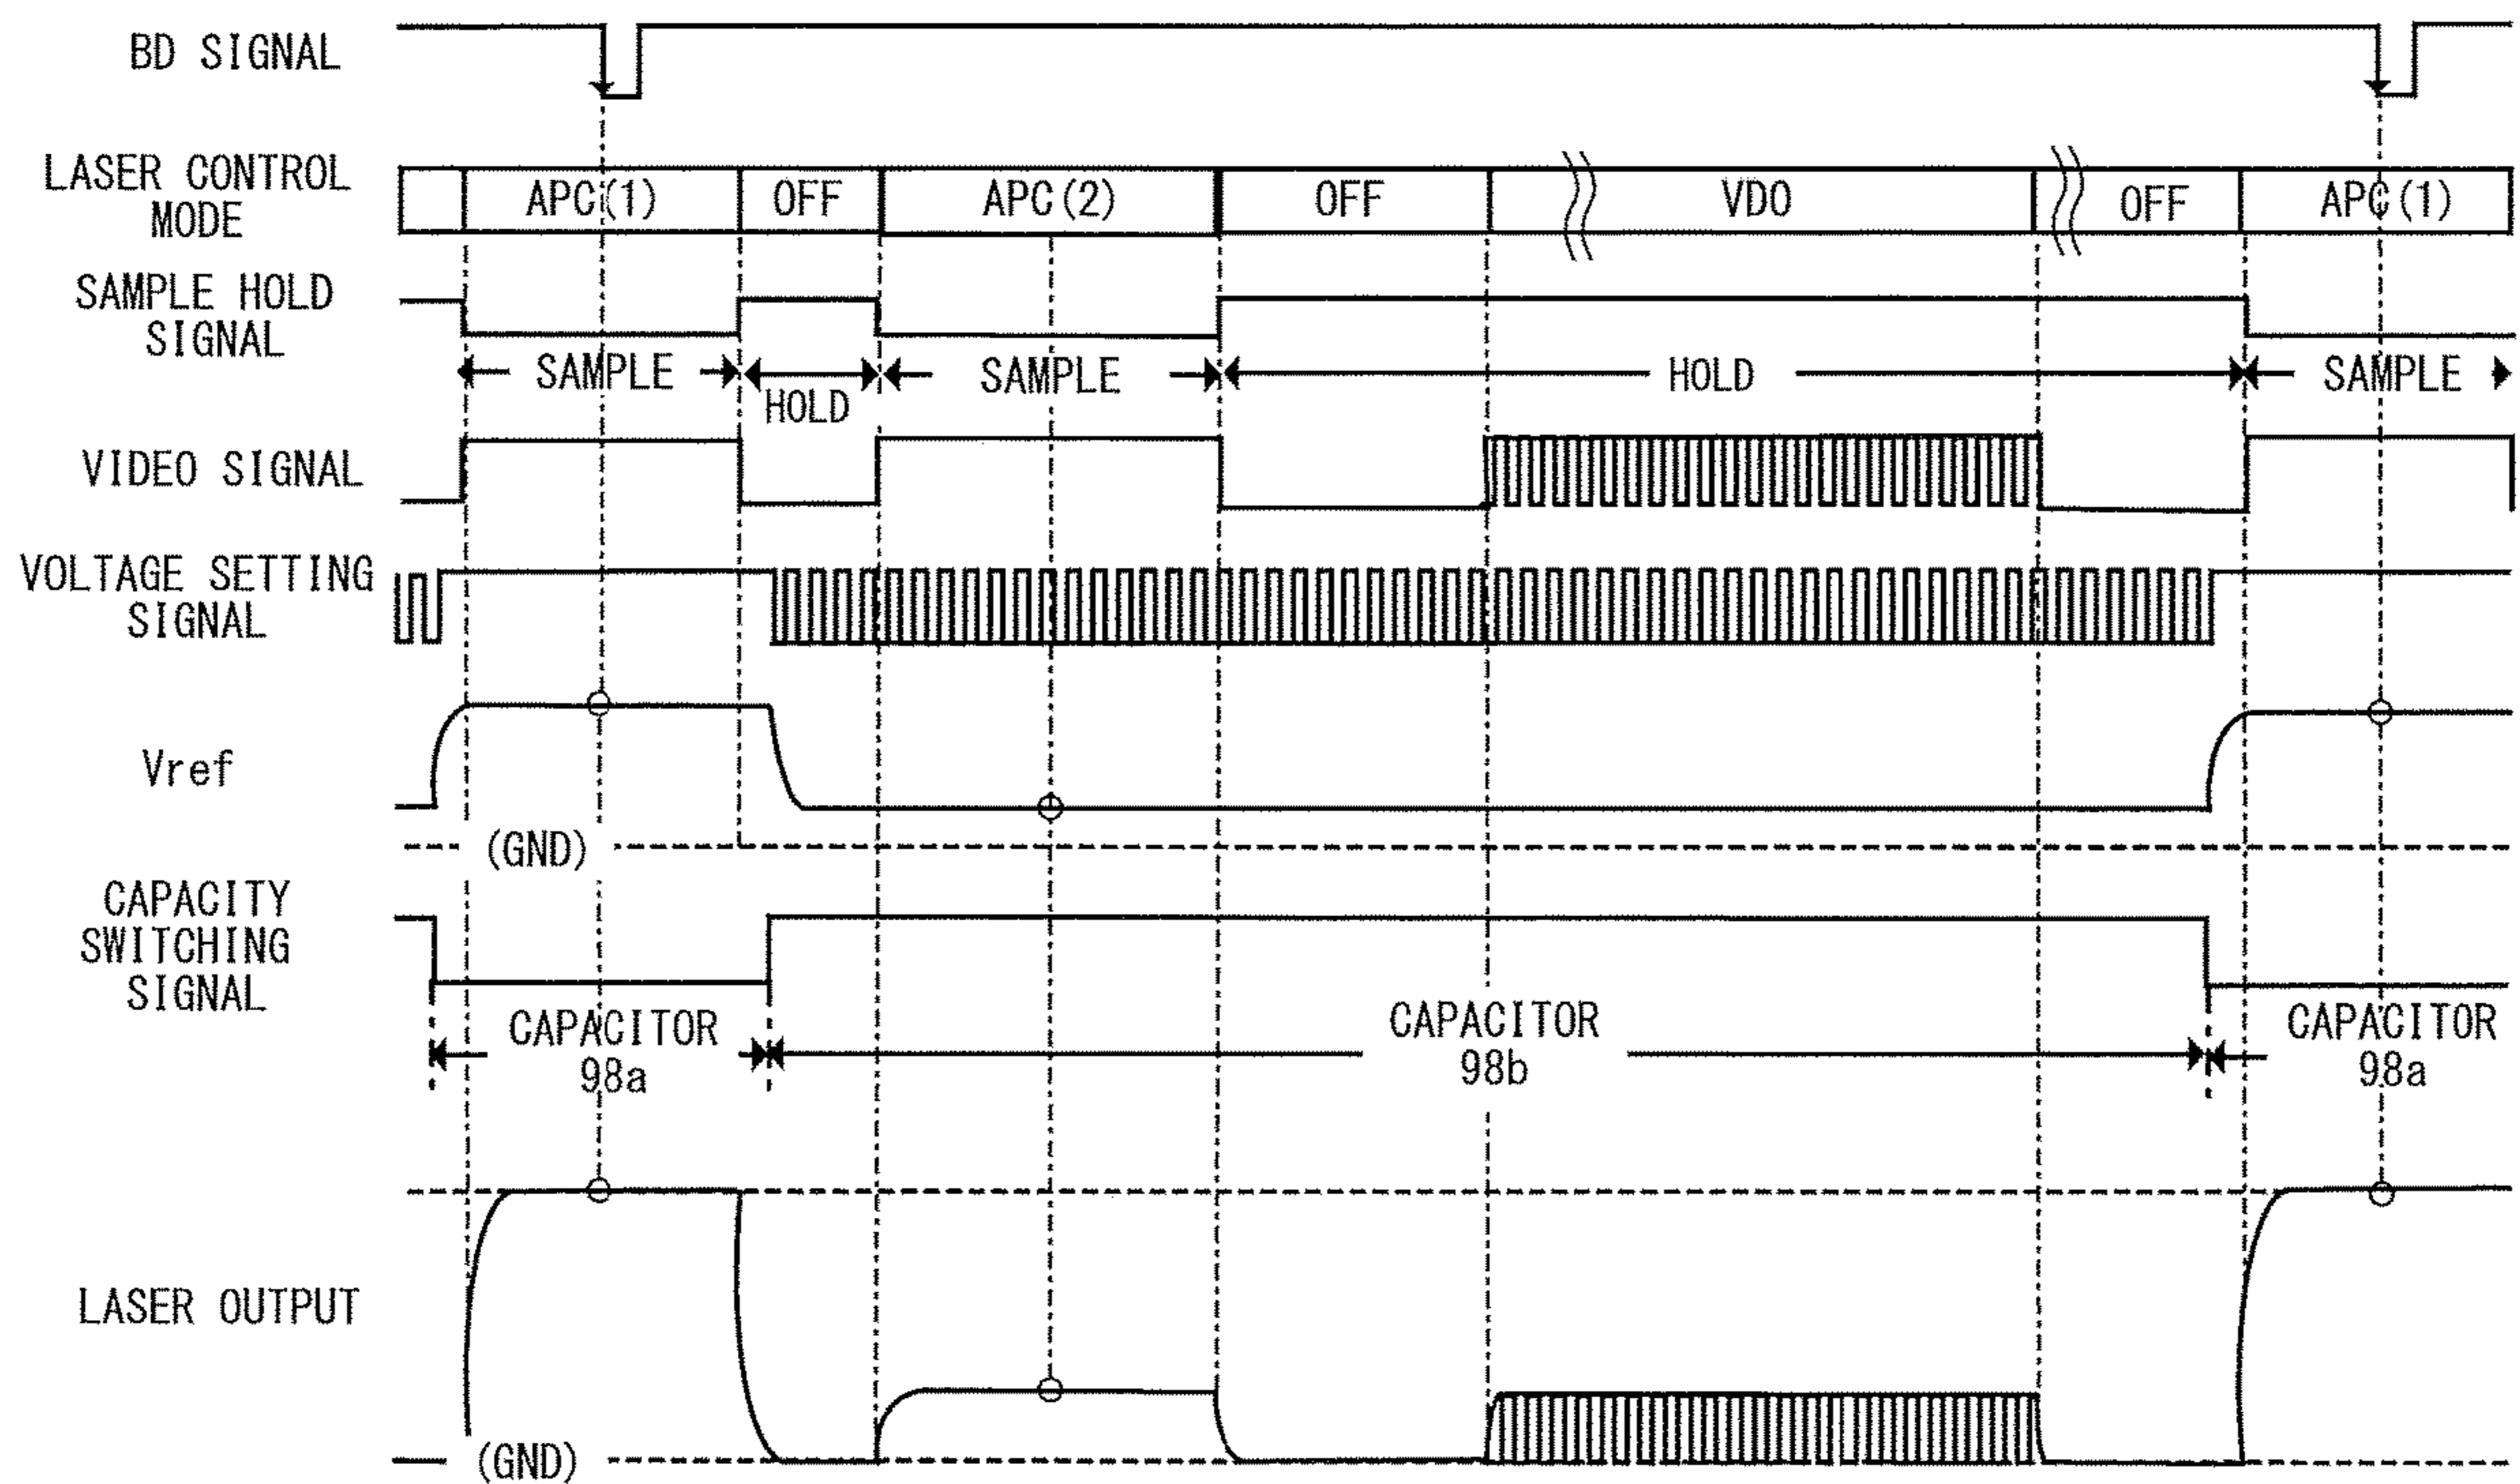 BD SIGNAL
LASER CONTROL
MODE
APC(1)
OFF
APC(2)
OFF
VDO
OFF
APC(1)
SAMPLE HOLD
SIGNAL
SAMPLE
HOLD
SAMPLE
HOLD
SAMPLE
VIDEO SIGNAL
VOLTAGE SETTING
SIGNAL
Vref
(GND)
CAPACITY
SWITCHING
SIGNAL
CAPACITOR
98a
CAPACITOR
98b
CAPACITOR
98a
LASER OUTPUT
(GND)